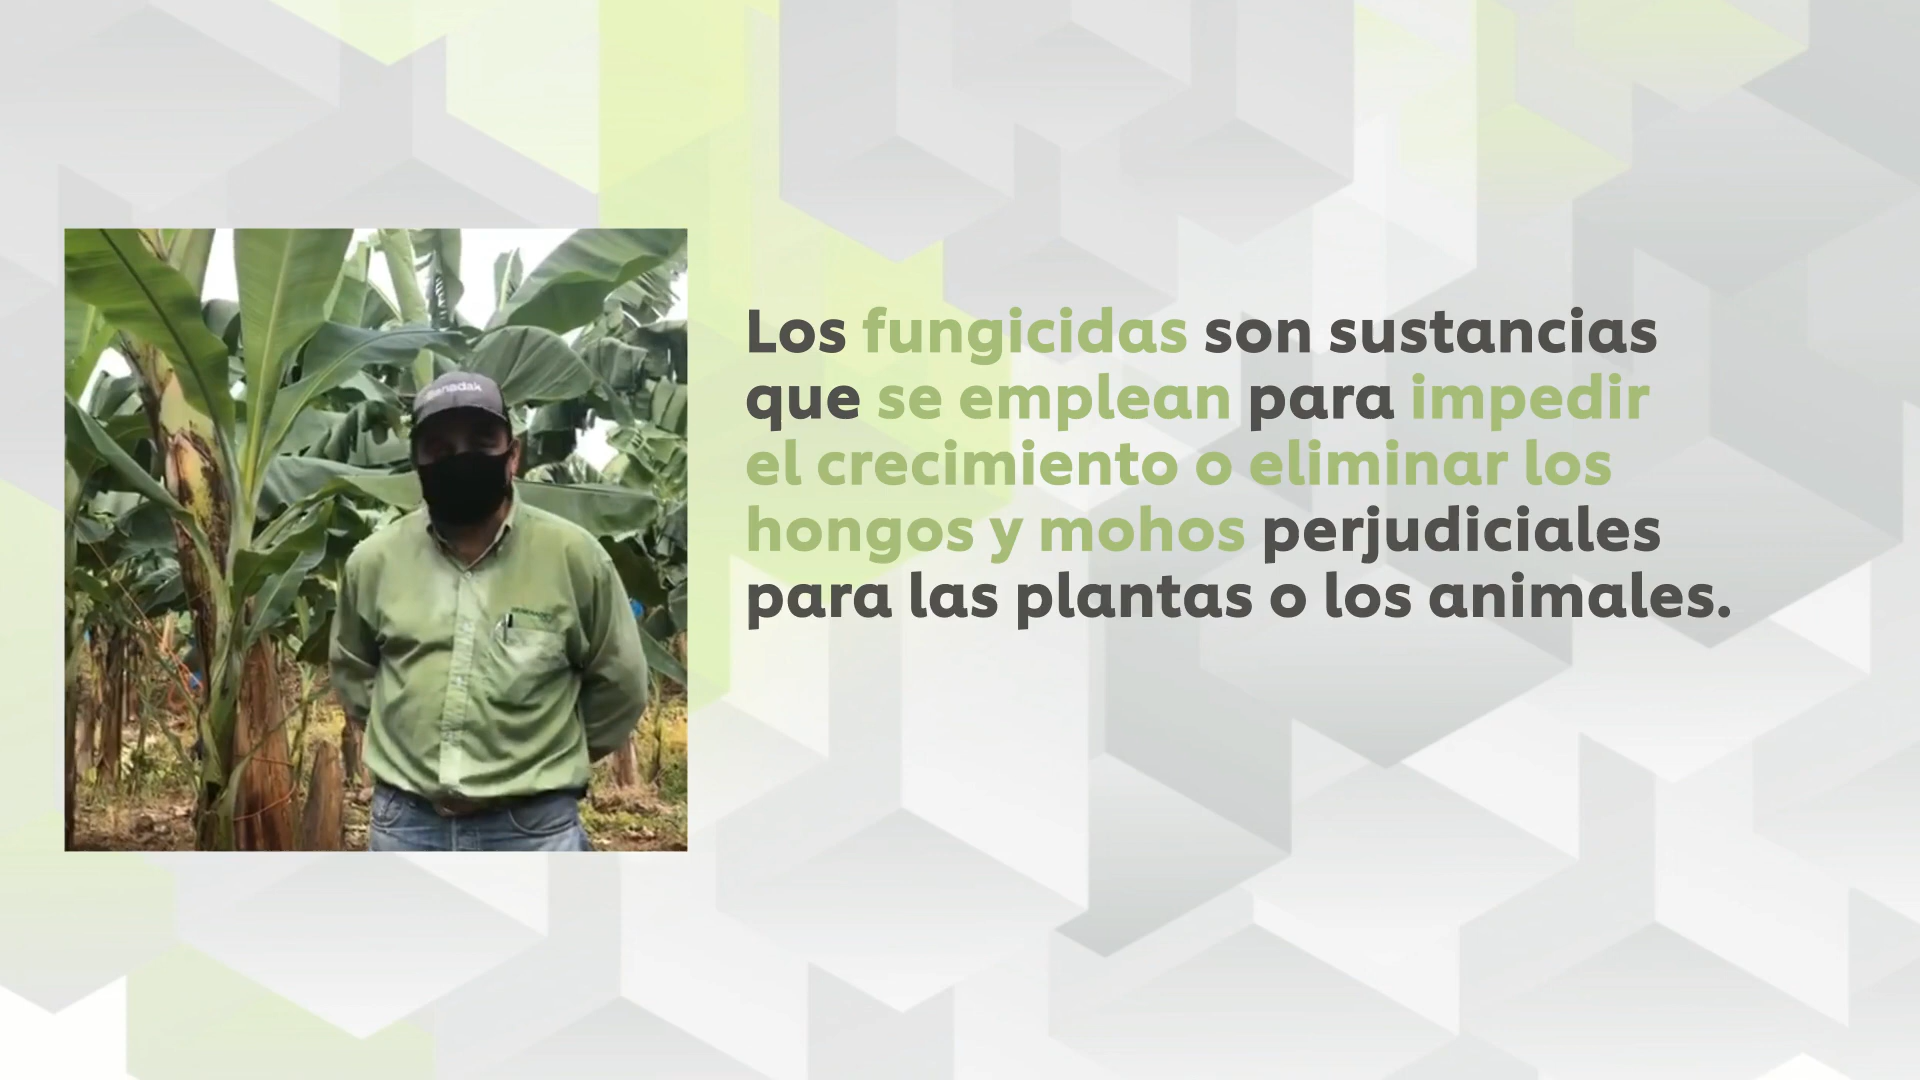 Los fungicidas son sustancias
que se emplean para impedir
el crecimiento o eliminar los
hongos y mohos perjudiciales
para las plantas o los animales.